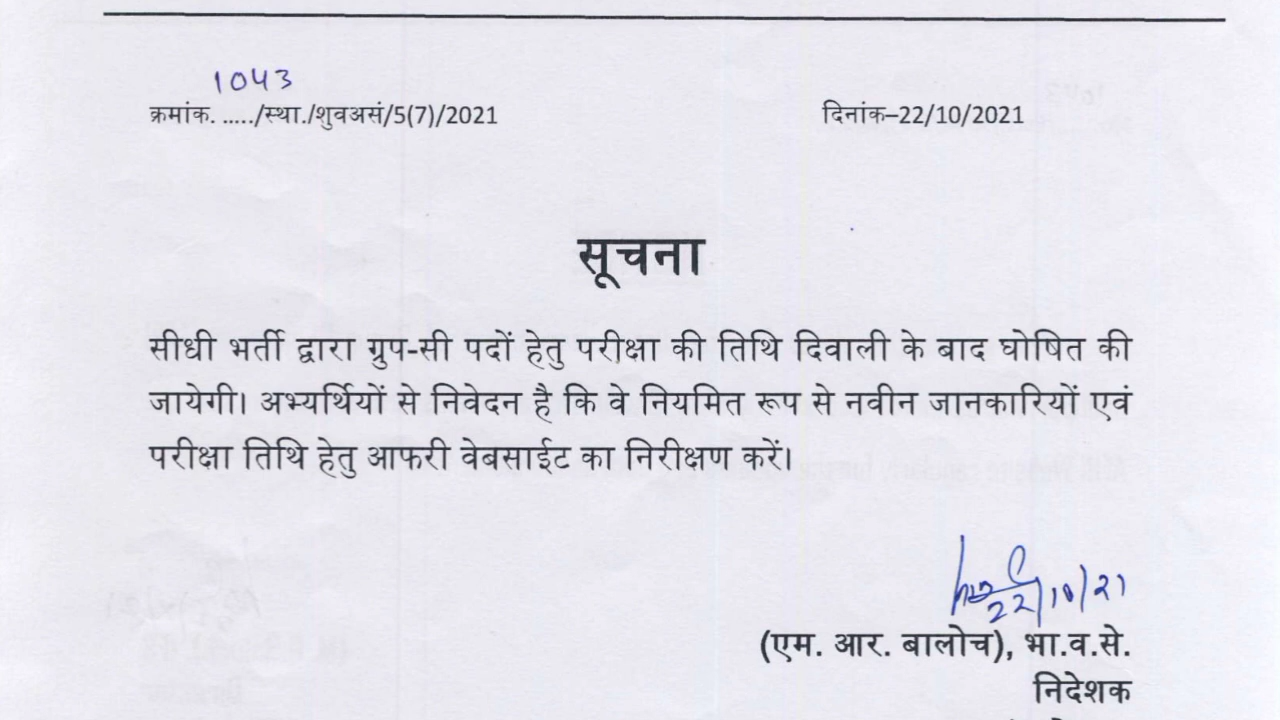 1043
क्रमांक. ...../स्था./शुवअसं/5(7)/2021 दिनांक–22/10/2021
सूचना
सीधी भर्ती द्वारा ग्रुप-सी पदों हेतु परीक्षा की तिथि दिवाली के बाद घोषित की
जायेगी। अभ्यर्थियों से निवेदन है कि वे नियमित रूप से नवीन जानकारियों एवं
परीक्षा तिथि हेतु आफरी वेबसाईट का निरीक्षण करें।
22/10/21
(एम. आर. बालोच), भा.व.से.
निदेशक